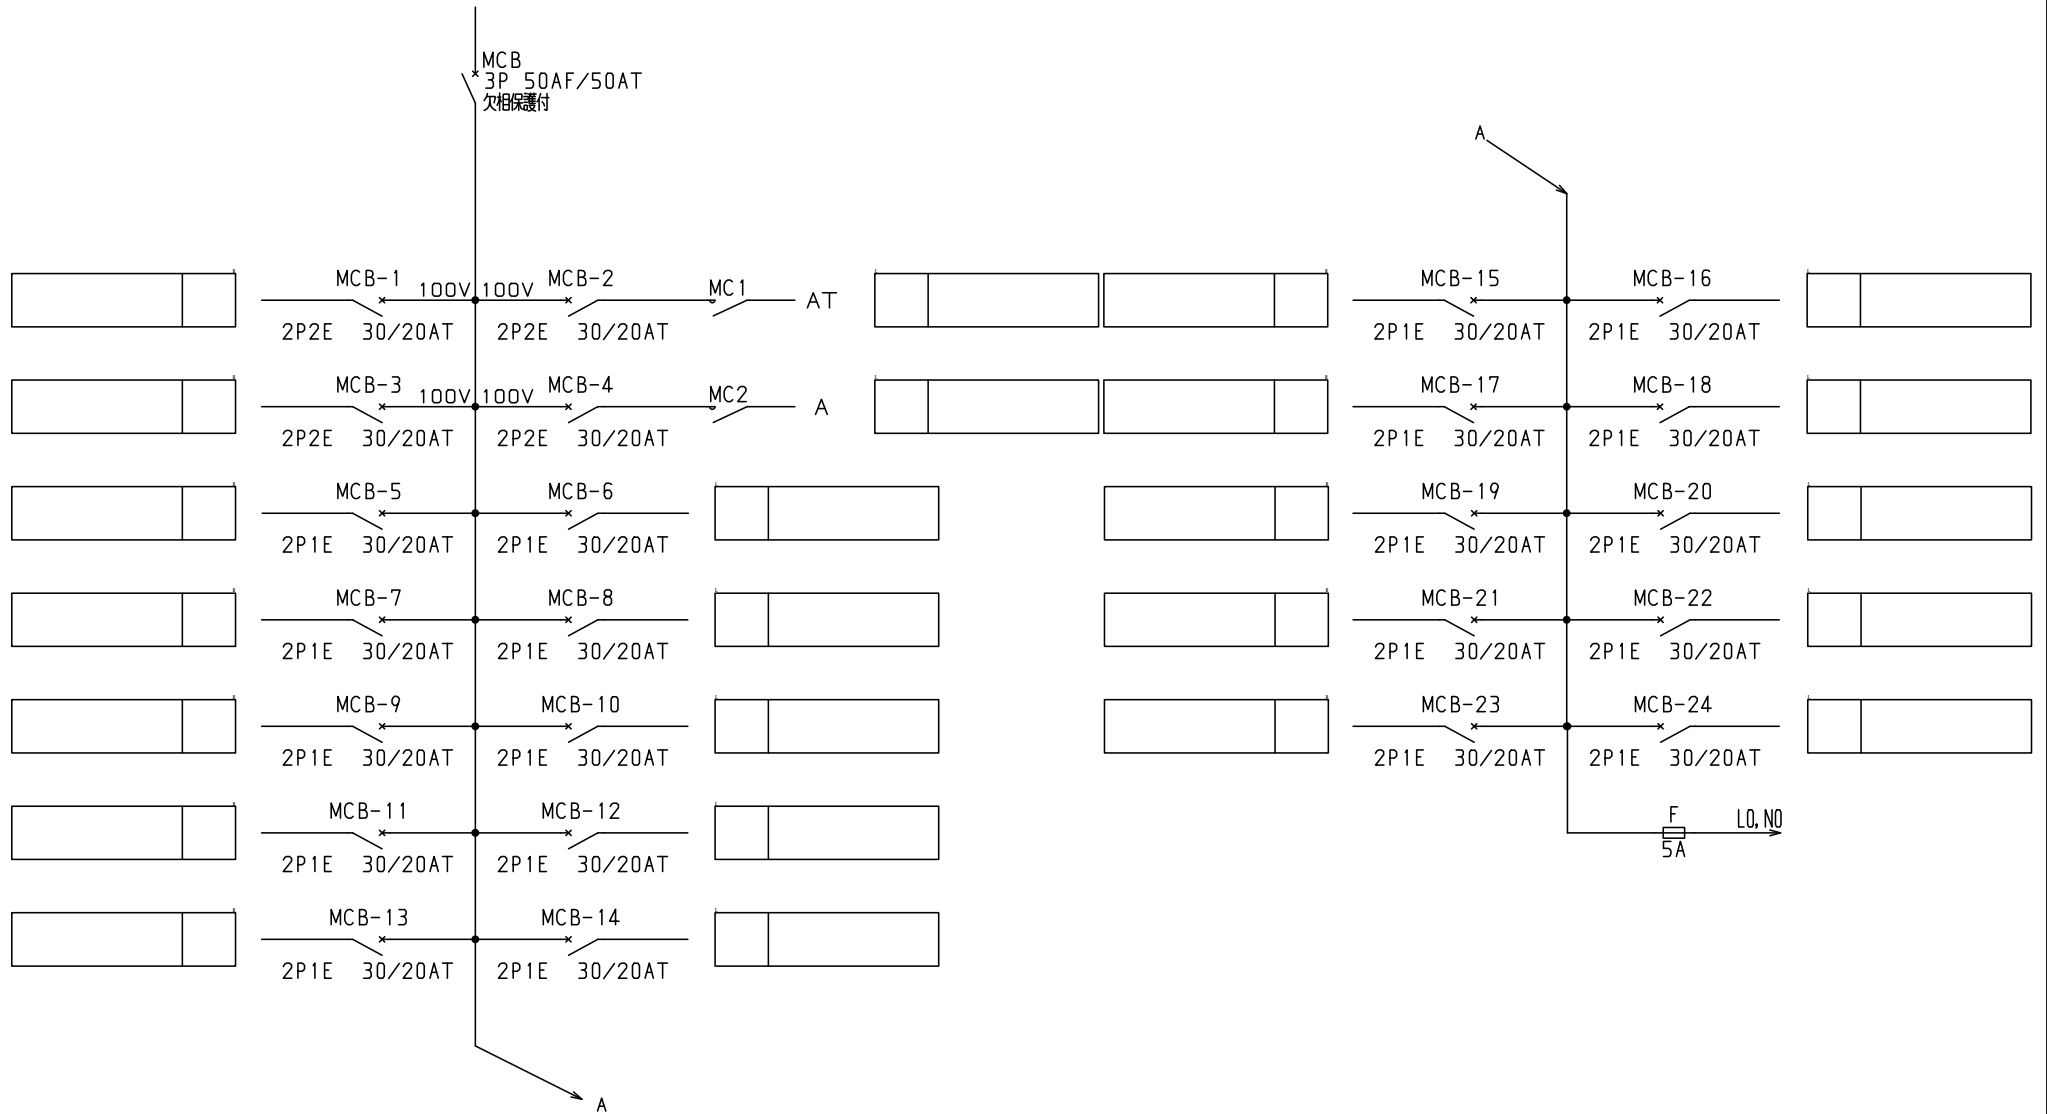 MCB
3P 50AF/50AT
欠相保護付
MCB-1 100V 100V MCB-2 MC1 AT
2P2E 30/20AT 2P2E 30/20AT
MCB-3 100V 100V MCB-4 MC2 A
2P2E 30/20AT 2P2E 30/20AT
MCB-5 MCB-6
2P1E 30/20AT 2P1E 30/20AT
MCB-7 MCB-8
2P1E 30/20AT 2P1E 30/20AT
MCB-9 MCB-10
2P1E 30/20AT 2P1E 30/20AT
MCB-11 MCB-12
2P1E 30/20AT 2P1E 30/20AT
MCB-13 MCB-14
2P1E 30/20AT 2P1E 30/20AT
A
A
MCB-15 MCB-16
2P1E 30/20AT 2P1E 30/20AT
MCB-17 MCB-18
2P1E 30/20AT 2P1E 30/20AT
MCB-19 MCB-20
2P1E 30/20AT 2P1E 30/20AT
MCB-21 MCB-22
2P1E 30/20AT 2P1E 30/20AT
MCB-23 MCB-24
2P1E 30/20AT 2P1E 30/20AT
F L0,N0
5A